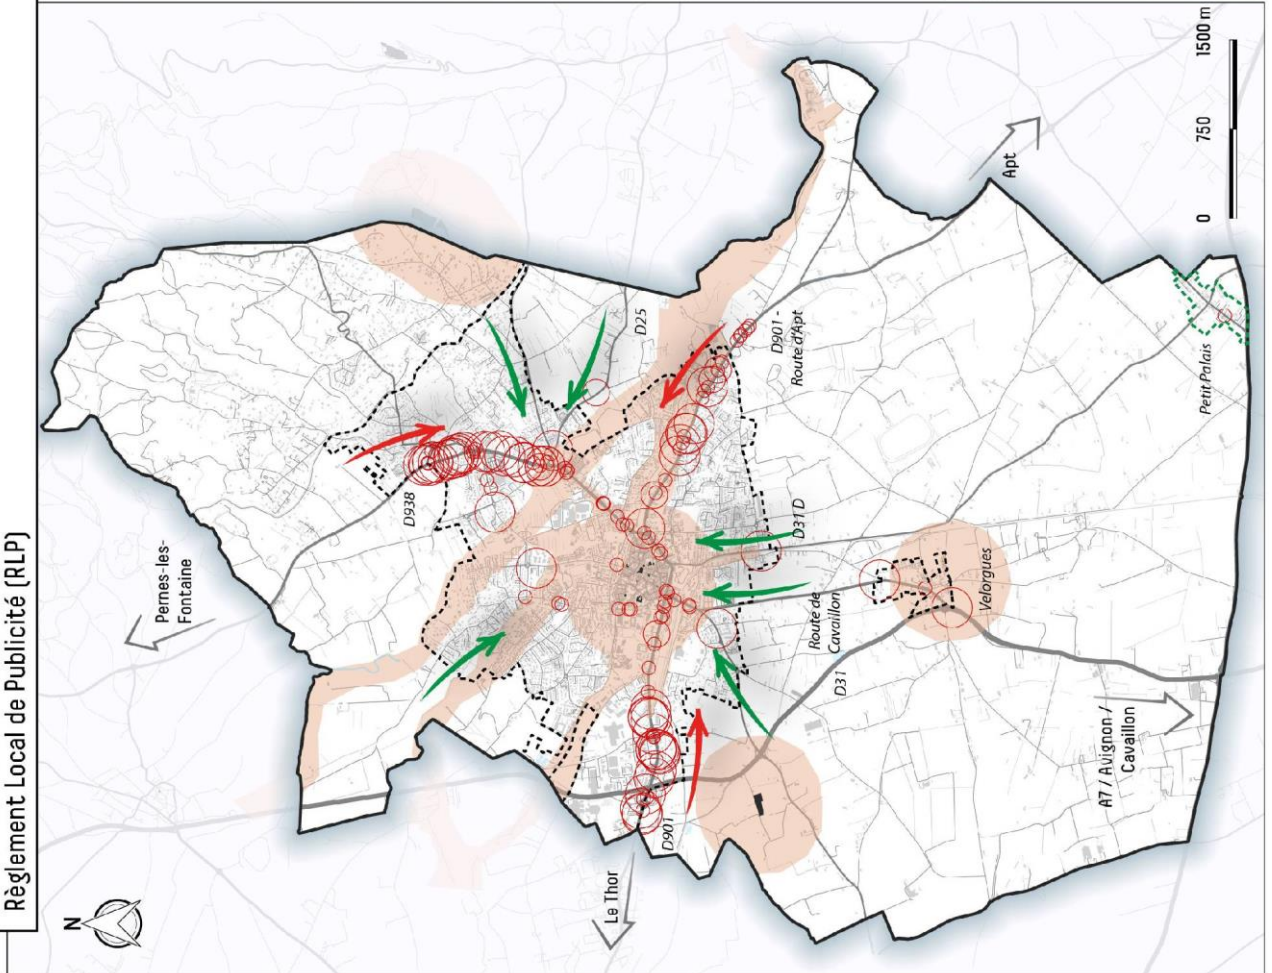 Règlement Local de Publicité (RLP)
N
Pernes-les-
Fontaine
D938
D25
D901 -
Route d'Apt
Apt
0 750 1500 m
Le Thor
D901
D31D
Route de
Cavaillon
D31
Velorgues
Petit Palais
A7 / Avignon /
Cavaillon